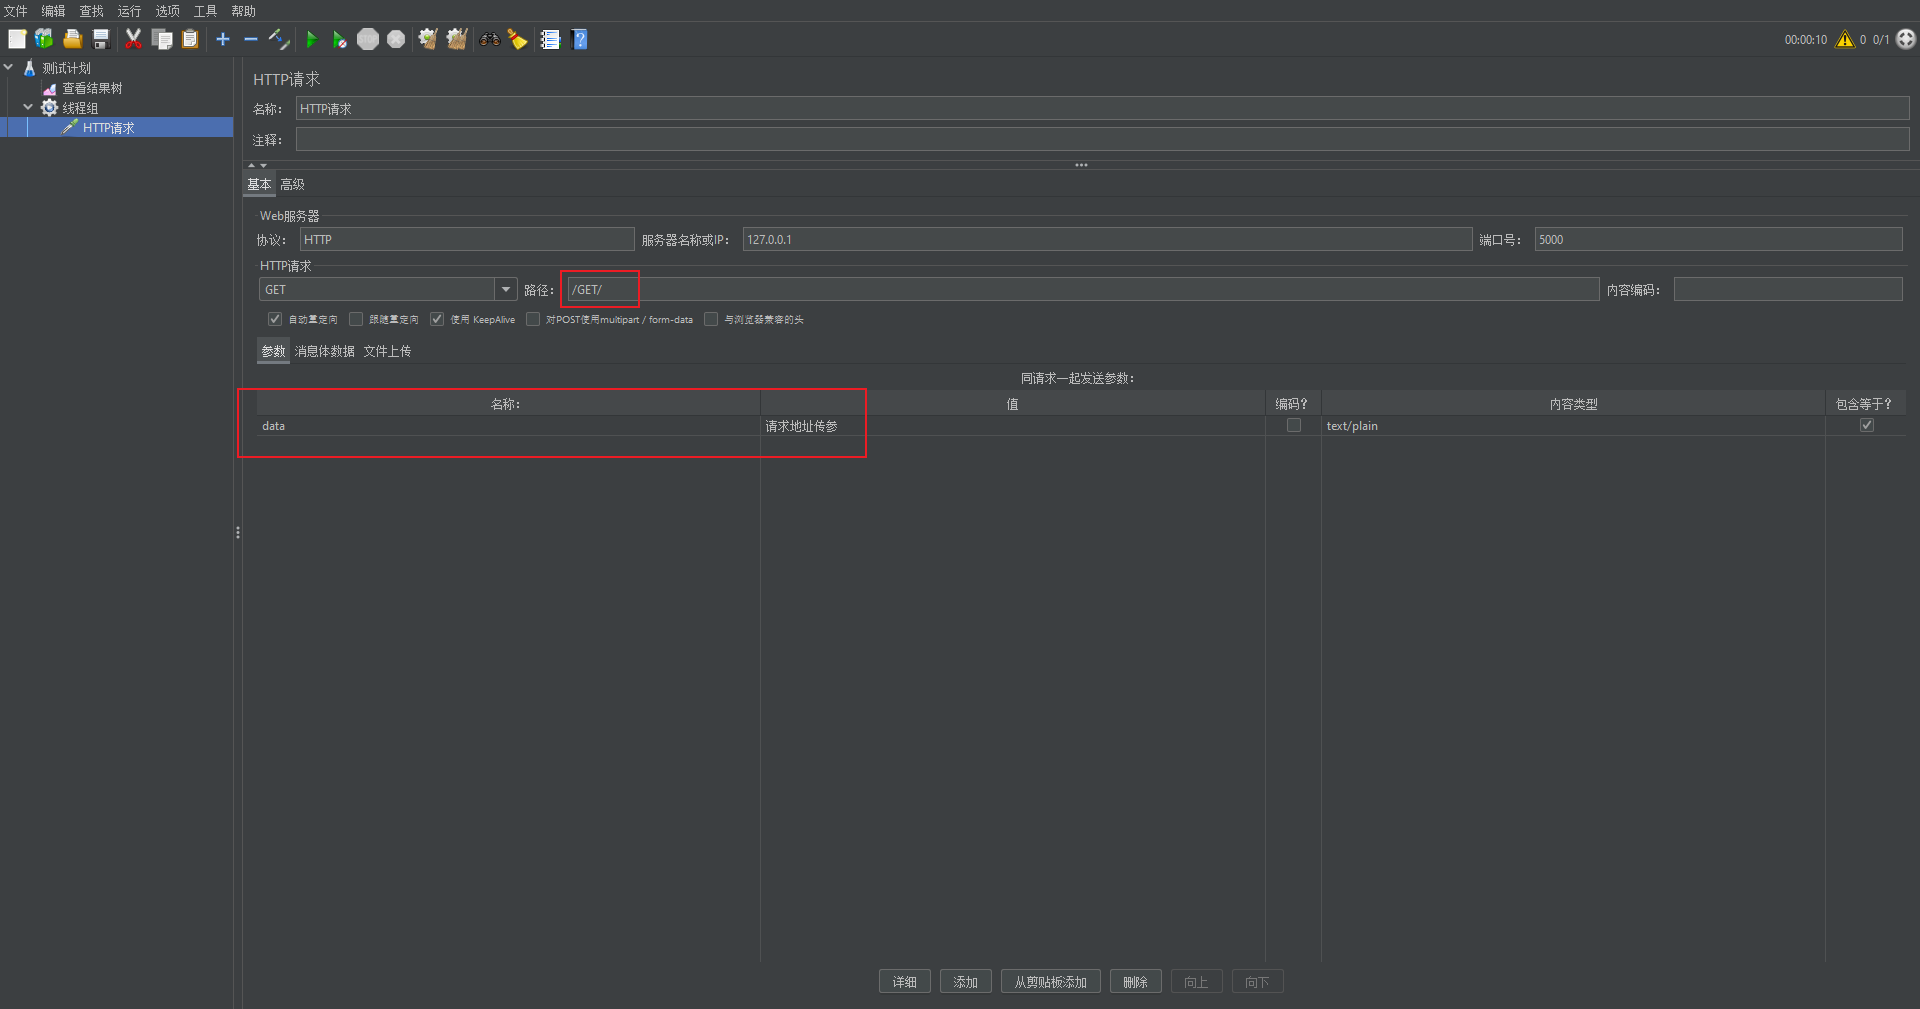 文件 编辑 查找 运行 选项 工具 帮助
00:00:10 0 0/1
测试计划
查看结果树
线程组
HTTP请求
HTTP请求
名称： HTTP请求
注释：
基本 高级
Web服务器
协议： HTTP 服务器名称或IP： 127.0.0.1 端口号： 5000
HTTP请求
GET 路径： /GET/ 内容编码：
自动重定向 跟随重定向 使用 KeepAlive 对POST使用multipart / form-data 与浏览器兼容的头
参数 消息体数据 文件上传
同请求一起发送参数：
名称： 值 编码？ 内容类型 包含等于？
data 请求地址传参 text/plain
详细 添加 从剪贴板添加 删除 向上 向下